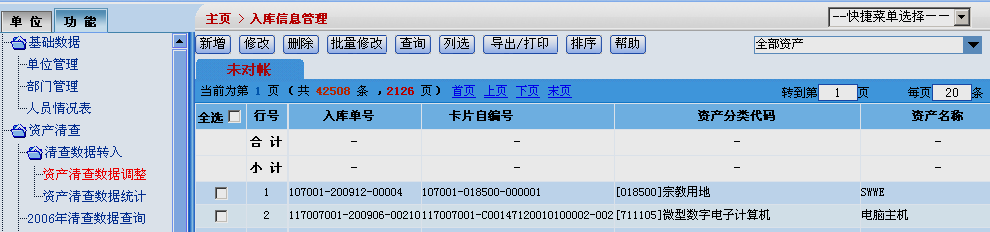 单 位 功 能
主页 > 入库信息管理
--快捷菜单选择－－
基础数据
单位管理
部门管理
人员情况表
资产清查
清查数据转入
资产清查数据调整
资产清查数据统计
2006年清查数据查询
新增 修改 删除 批量修改 查询 列选 导出/打印 排序 帮助
全部资产
未对帐
当前为第 1 页（共 42508 条 ，2126 页）首页 上页 下页 末页 转到第 1 页 每页 20 条
全选 行号 入库单号 卡片自编号 资产分类代码 资产名称
合 计 － － － －
小 计 － － － －
1 107001-200912-00004 107001-018500-000001 [018500]宗教用地 SWWE
2 117007001-200906-00210 117007001-C00147120010100002-002 [711105]微型数字电子计算机 电脑主机